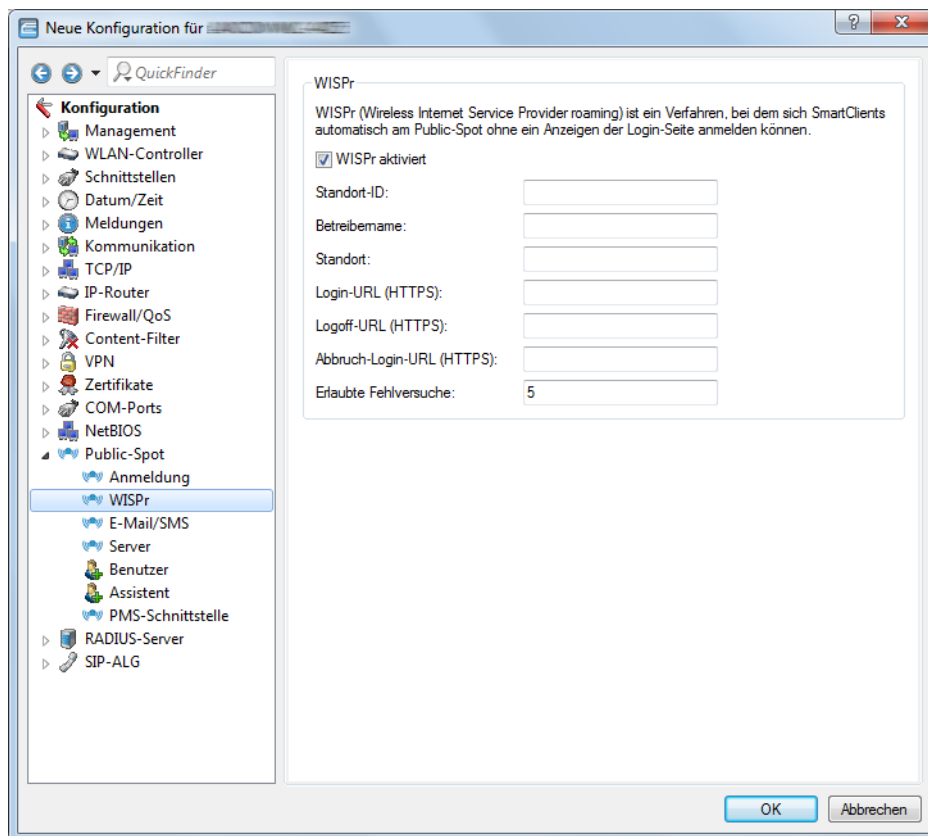 Neue Konfiguration für
QuickFinder
Konfiguration
Management
WLAN-Controller
Schnittstellen
Datum/Zeit
Meldungen
Kommunikation
TCP/IP
IP-Router
Firewall/QoS
Content-Filter
VPN
Zertifikate
COM-Ports
NetBIOS
Public-Spot
Anmeldung
WISPr
E-Mail/SMS
Server
Benutzer
Assistent
PMS-Schnittstelle
RADIUS-Server
SIP-ALG
WISPr
WISPr (Wireless Internet Service Provider roaming) ist ein Verfahren, bei dem sich SmartClients
automatisch am Public-Spot ohne ein Anzeigen der Login-Seite anmelden können.
WISPr aktiviert
Standort-ID:
Betreibername:
Standort:
Login-URL (HTTPS):
Logoff-URL (HTTPS):
Abbruch-Login-URL (HTTPS):
Erlaubte Fehlversuche: 5
OK Abbrechen